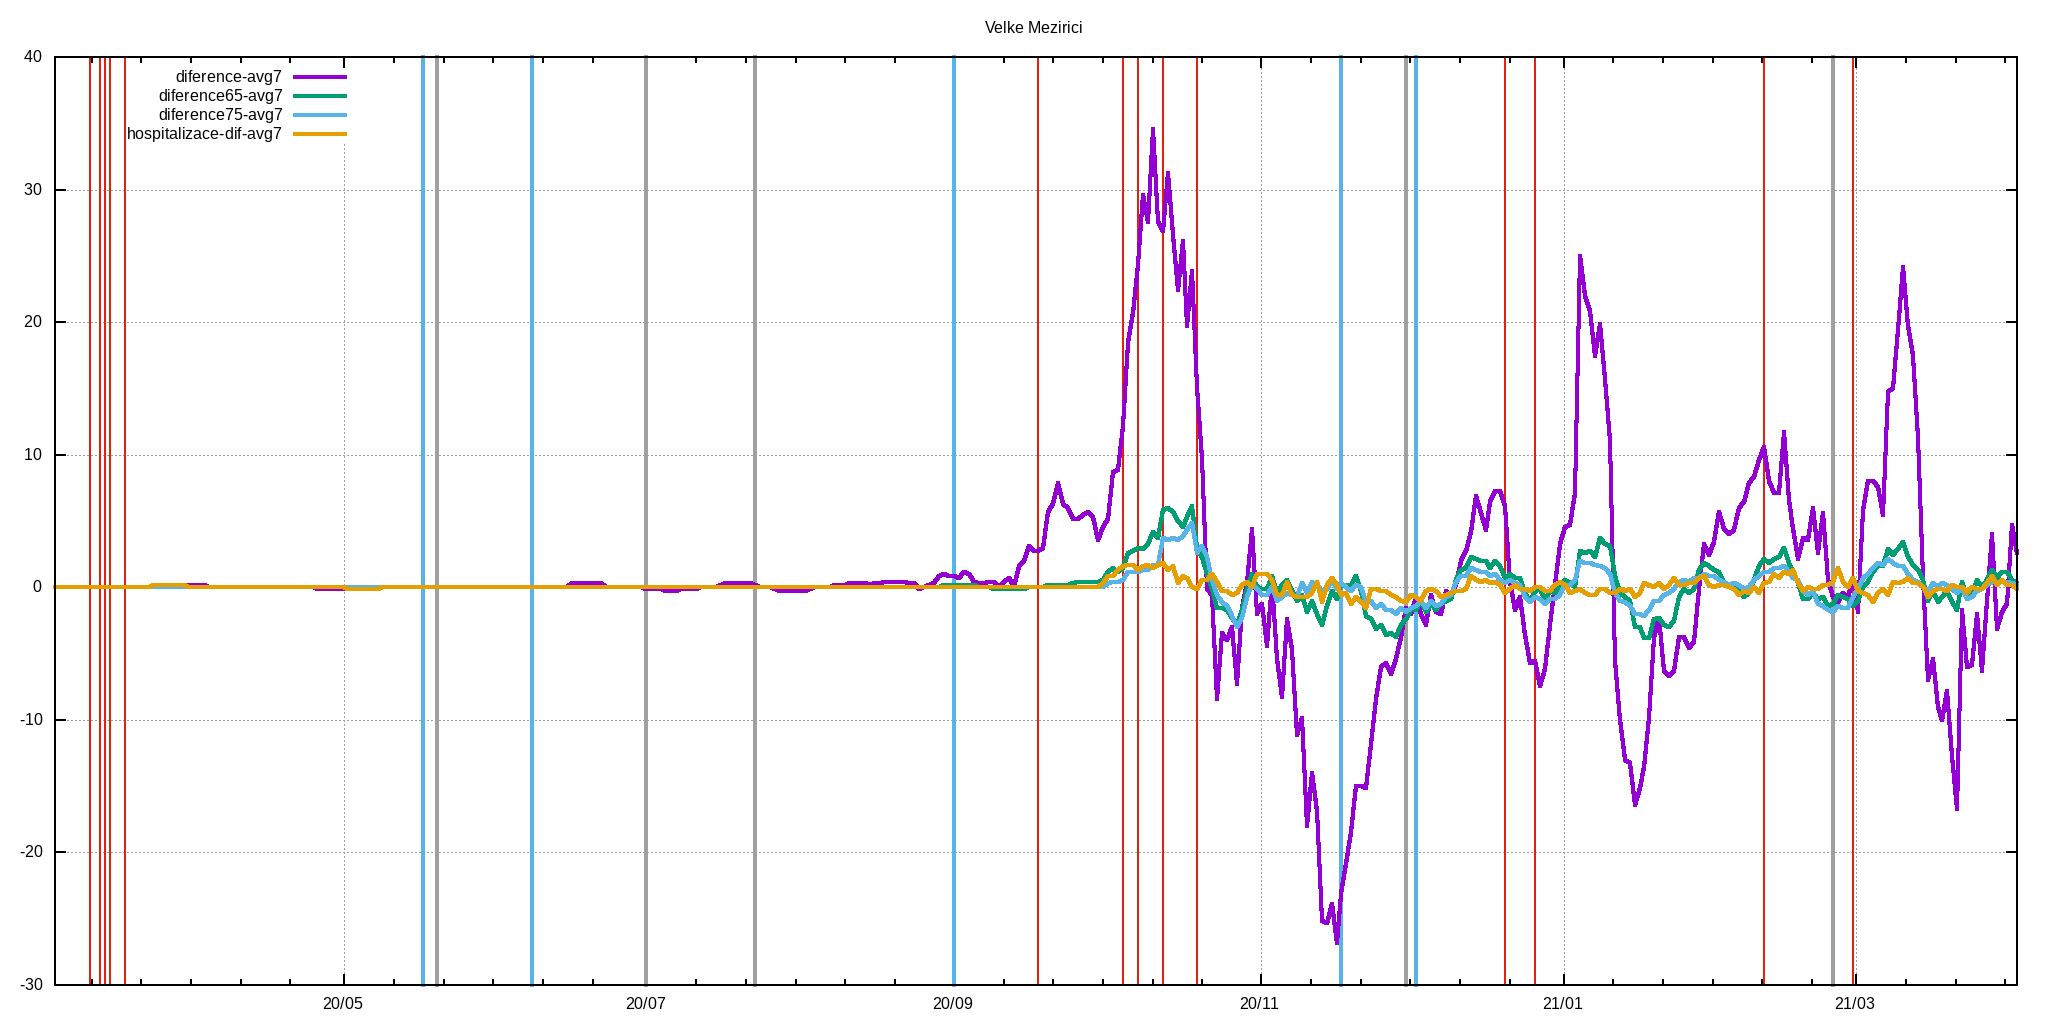 Velke Mezirici
40
30
20
10
0
-10
-20
-30
diference-avg7
diference65-avg7
diference75-avg7
hospitalizace-dif-avg7
20/05
20/07
20/09
20/11
21/01
21/03